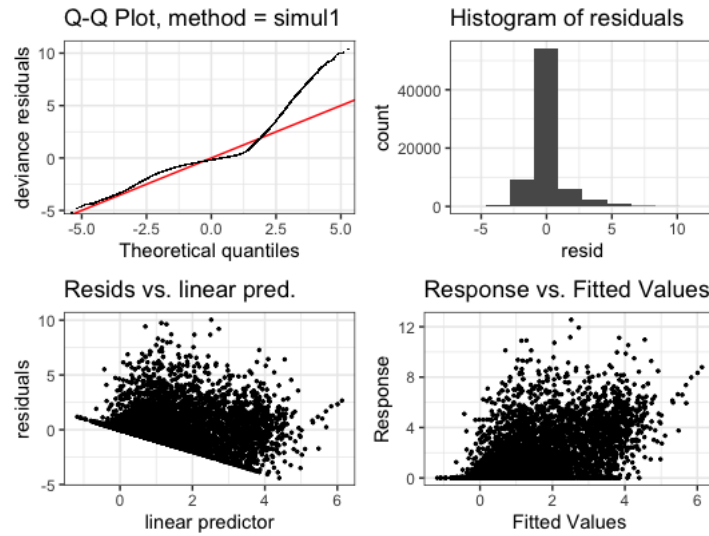 Q-Q Plot, method = simul1
deviance residuals
10
5
0
-5
-5.0 -2.5 0.0 2.5 5.0
Theoretical quantiles
Histogram of residuals
count
40000
20000
0
-5 0 5 10
resid
Resids vs. linear pred.
residuals
10
5
0
-5
0 2 4 6
linear predictor
Response vs. Fitted Values
Response
12
8
4
0
0 2 4 6
Fitted Values